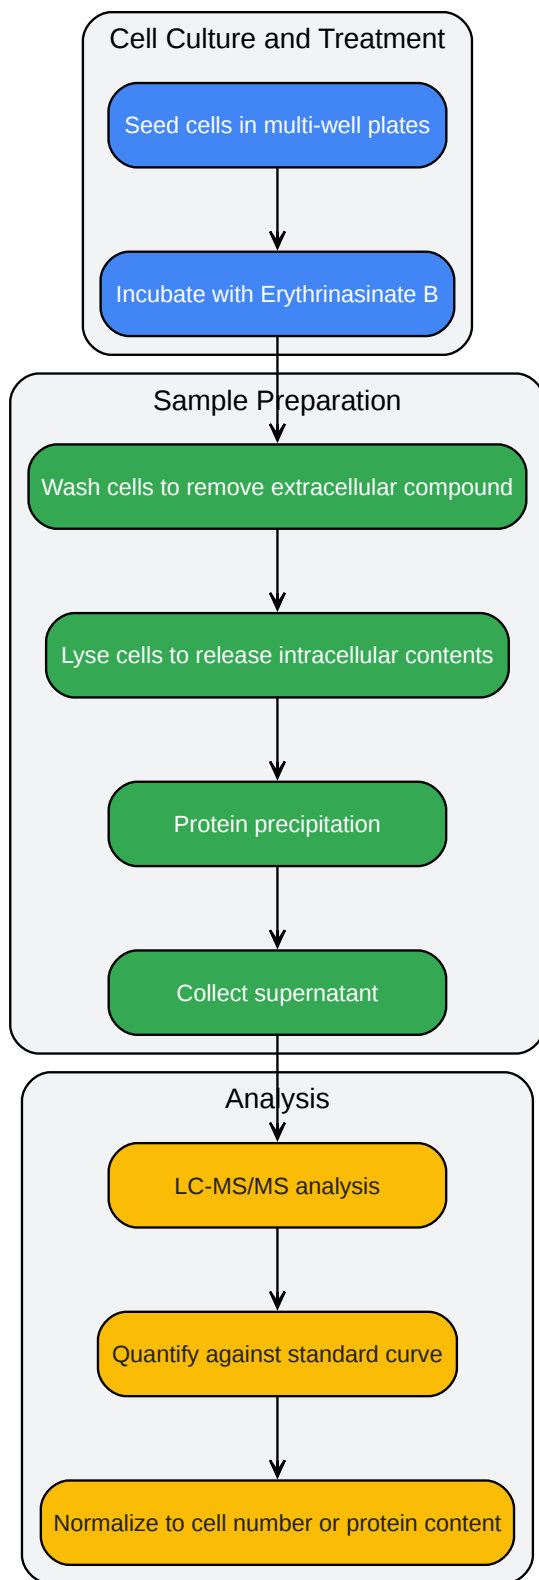 Cell Culture and Treatment
Seed cells in multi-well plates
Incubate with Erythrinasinate B
Sample Preparation
Wash cells to remove extracellular compound
Lyse cells to release intracellular contents
Protein precipitation
Collect supernatant
Analysis
LC-MS/MS analysis
Quantify against standard curve
Normalize to cell number or protein content